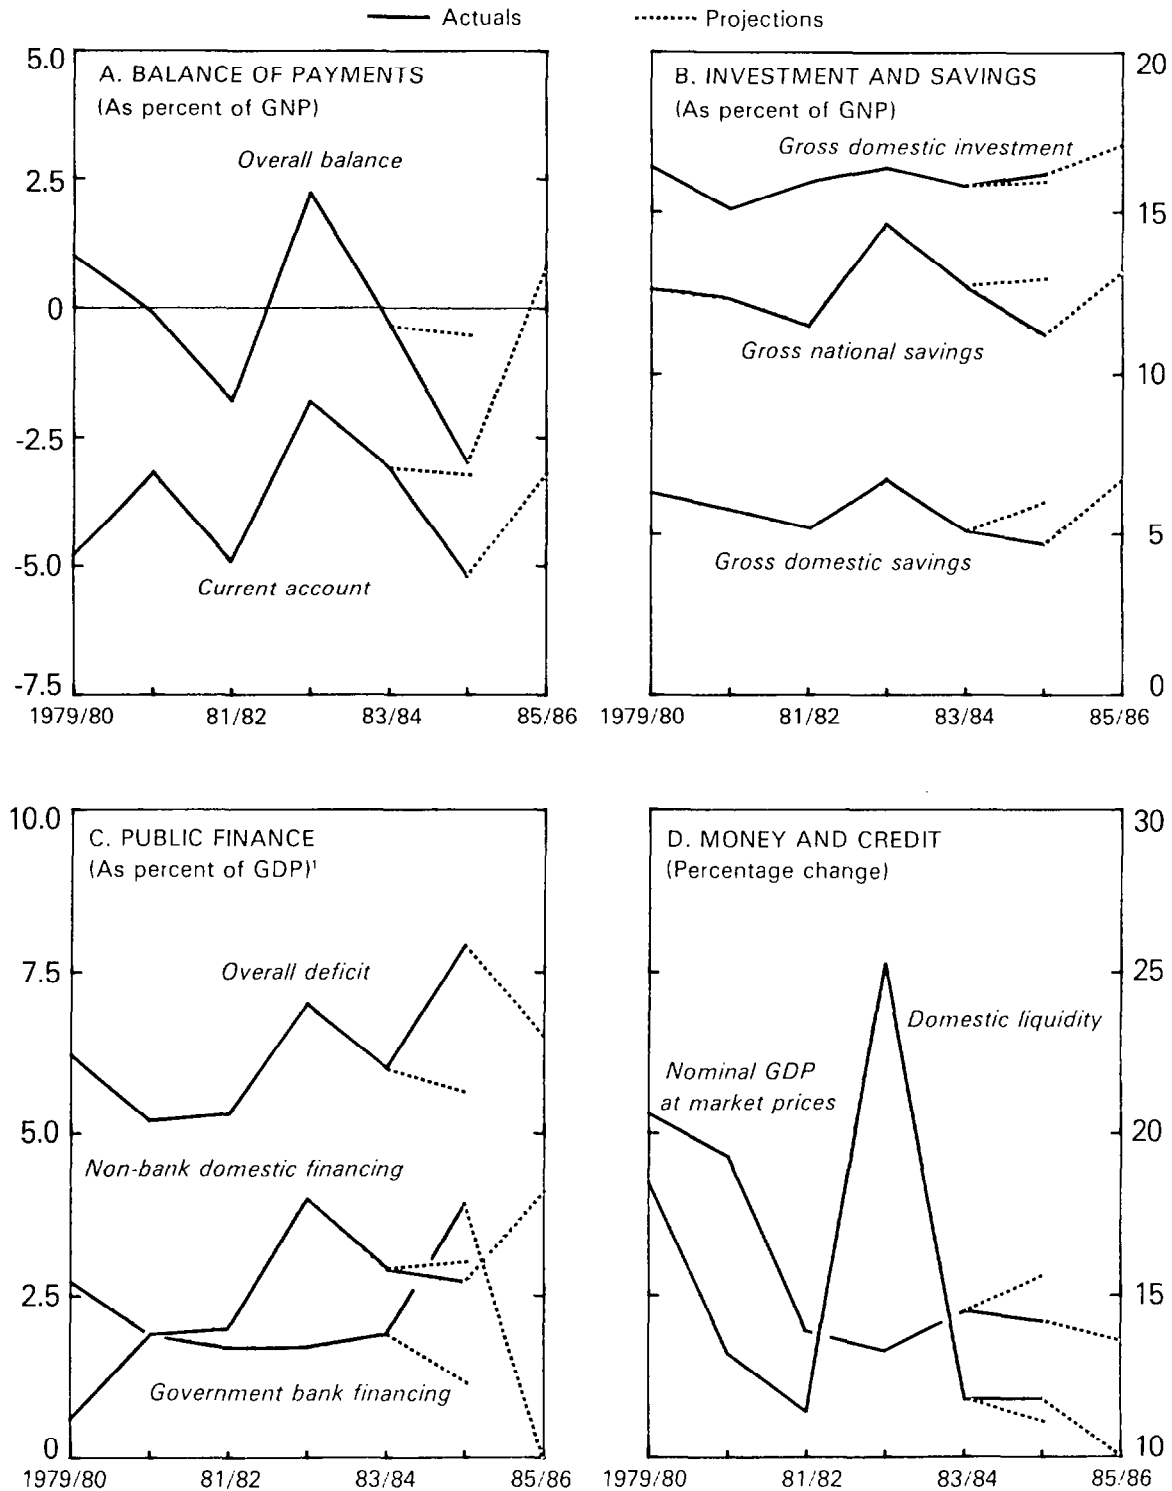 Actuals
Projections
A. BALANCE OF PAYMENTS
(As percent of GNP)
Overall balance
Current account
5.0
2.5
0
-2.5
-5.0
-7.5
1979/80 81/82 83/84 85/86
B. INVESTMENT AND SAVINGS
(As percent of GNP)
Gross domestic investment
Gross national savings
Gross domestic savings
20
15
10
5
0
1979/80 81/82 83/84 85/86
C. PUBLIC FINANCE
(As percent of GDP)¹
Overall deficit
Non-bank domestic financing
Government bank financing
10.0
7.5
5.0
2.5
0
1979/80 81/82 83/84 85/86
D. MONEY AND CREDIT
(Percentage change)
Domestic liquidity
Nominal GDP
at market prices
30
25
20
15
10
1979/80 81/82 83/84 85/86